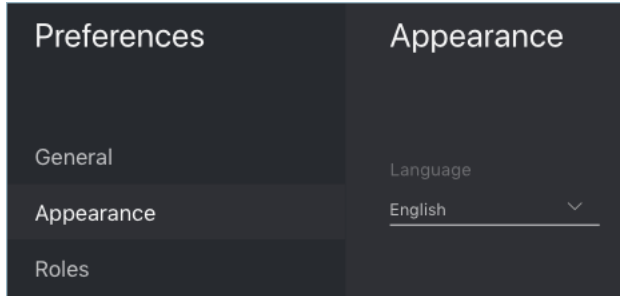 Preferences
General
Appearance
Roles
Appearance
Language
English